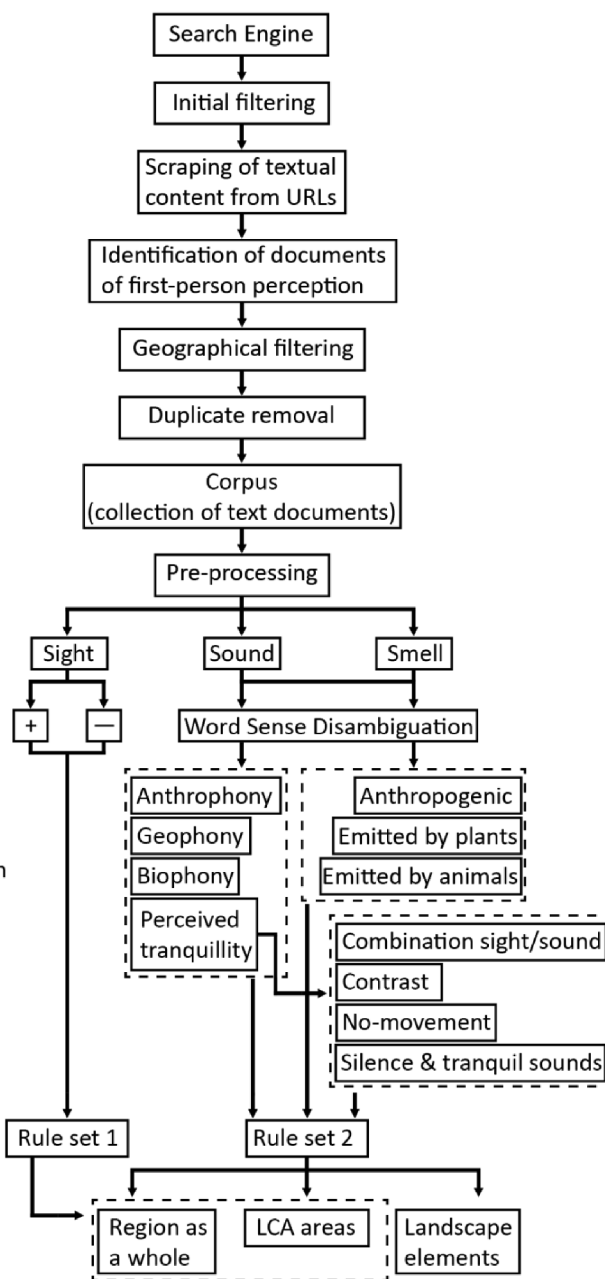 Search Engine
Initial filtering
Scraping of textual
content from URLs
Identification of documents
of first-person perception
Geographical filtering
Duplicate removal
Corpus
(collection of text documents)
Pre-processing
Sight
Sound
Smell
+
—
Word Sense Disambiguation
Anthrophony
Geophony
Biophony
Perceived
tranquillity
Anthropogenic
Emitted by plants
Emitted by animals
n
Combination sight/sound
Contrast
No-movement
Silence & tranquil sounds
Rule set 1
Rule set 2
Region as
a whole
LCA areas
Landscape
elements